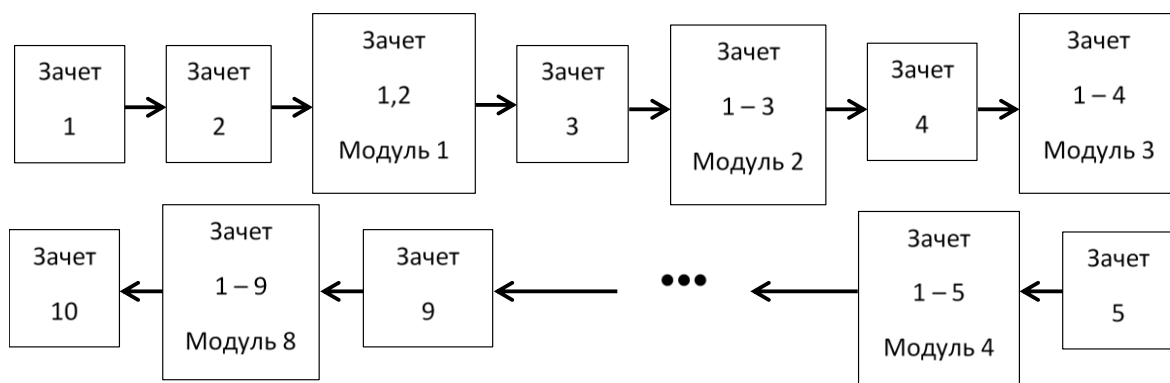 Зачет
1
Зачет
2
Зачет
1,2
Модуль 1
Зачет
3
Зачет
1 – 3
Модуль 2
Зачет
4
Зачет
1 – 4
Модуль 3
Зачет
5
Зачет
1 – 5
Модуль 4
•••
Зачет
9
Зачет
1 – 9
Модуль 8
Зачет
10